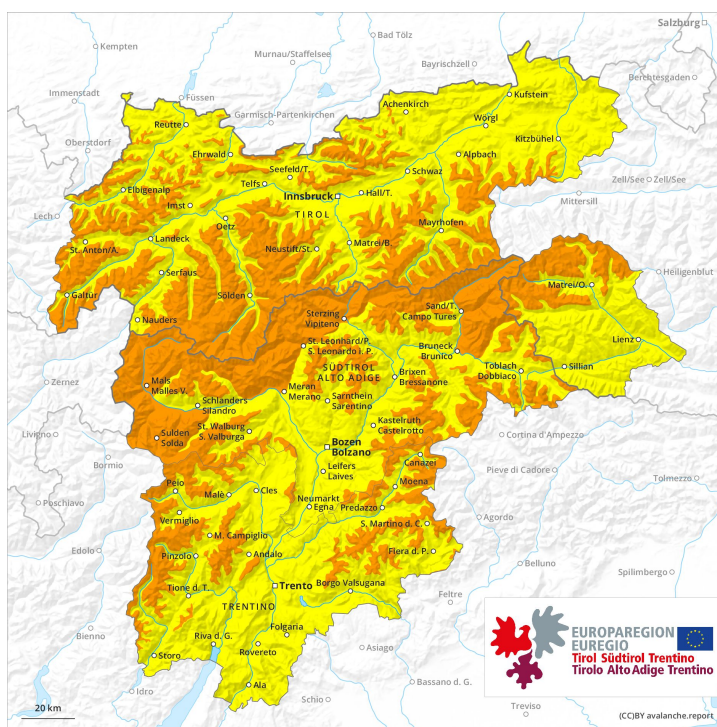 Salzburg
Kempten
Bad Tölz
Murnau/Staffelsee
Bayrischzell
Berchtesgaden
Immenstadt
Füssen
Garmisch-Partenkirchen
Achenkirch
Kufstein
Reutte
Wörgl
Oberstdorf
Ehrwald
Kitzbühel
Seefeld/T.
Alpbach
Schwaz
Telfs
Elbigenalp
Innsbruck
Hall/T.
Zell/See
Zell/See
Mittersill
Imst
TIROL
Lech
Oetz
Mayrhofen
St. Anton/A.
Landeck
Neustift/St.
Matrei/B.
Serfaus
Heiligenblut
Galtür
Sölden
Matrei/O.
Nauders
Sterzing
Vipiteno
Sand/T.
Campo Tures
Lienz
St. Leonhard/P.
S. Leonardo i. P.
Bruneck
Brunico
SÜDTIROL
ALTO ADIGE
Toblach
Dobbiaco
Sillian
Zernez
Mals
Malles V.
Meran
Merano
Brixen
Bressanone
Schlanders
Silandro
Sarnthein
Sarentino
St. Walburg
S. Valburga
Kastelruth
Castelrotto
Livigno
Sulden
Solda
Bozen
Bolzano
Cortina d'Ampezzo
Bormio
Leifers
Laives
Canazei
Pieve di Cadore
Tolmezzo
Peio
Malè
Cles
Neumarkt
Egna
Moena
Predazzo
Poschiavo
Vermiglio
Agordo
S. Martino d. C.
M. Campiglio
Edolo
Pinzolo
Andalo
Fiera d. P.
Belluno
Spilimbergo
Tione d. T.
Trento
Borgo Valsugana
Feltre
TRENTINO
Bienno
Folgaria
Riva d. G.
Rovereto
Asiago
Storo
Idro
Ala
Schio
Bassano d. G.
Treviso
EUROPAREGION
EUREGIO
Tirol Südtirol Trentino
Tirolo Alto Adige Trentino
20 km
(CC)BY avalanche.report